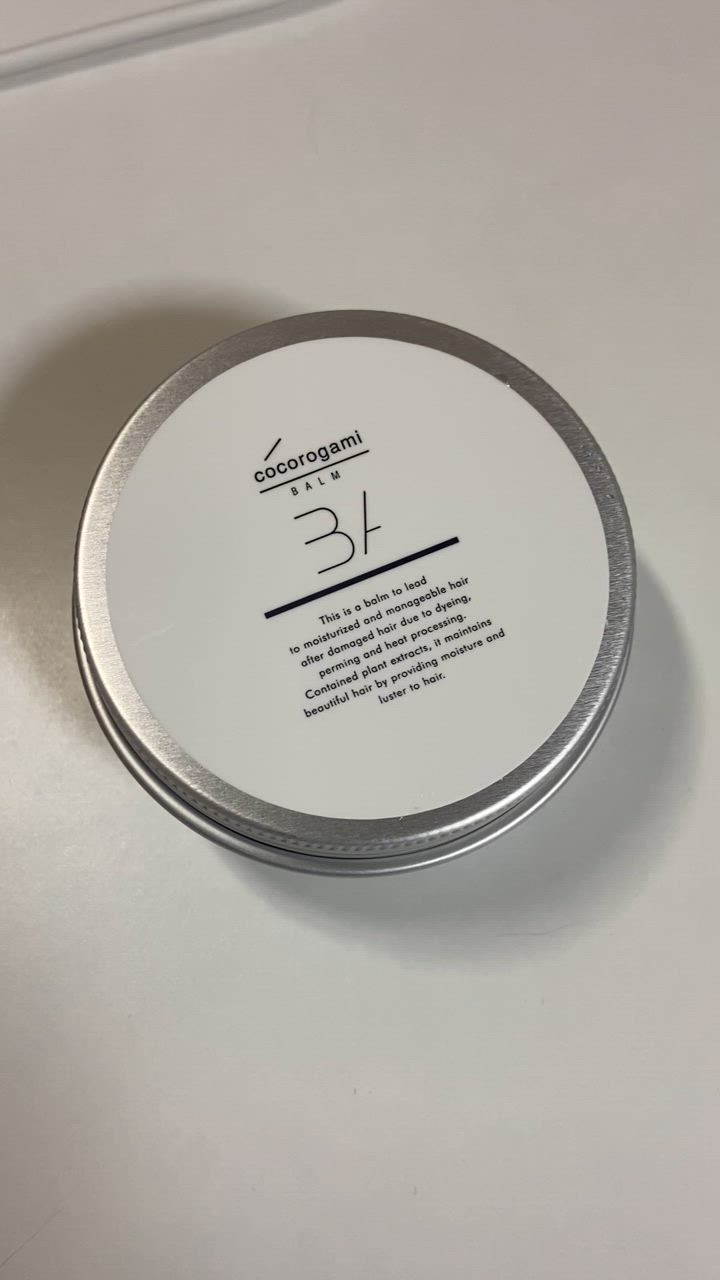 cocorogami
BALM
BA
This is a balm to lead
to moisturized and manageable hair
after damaged hair due to dyeing,
perming and heat processing.
Contained plant extracts, it maintains
beautiful hair by providing moisture and
luster to hair.